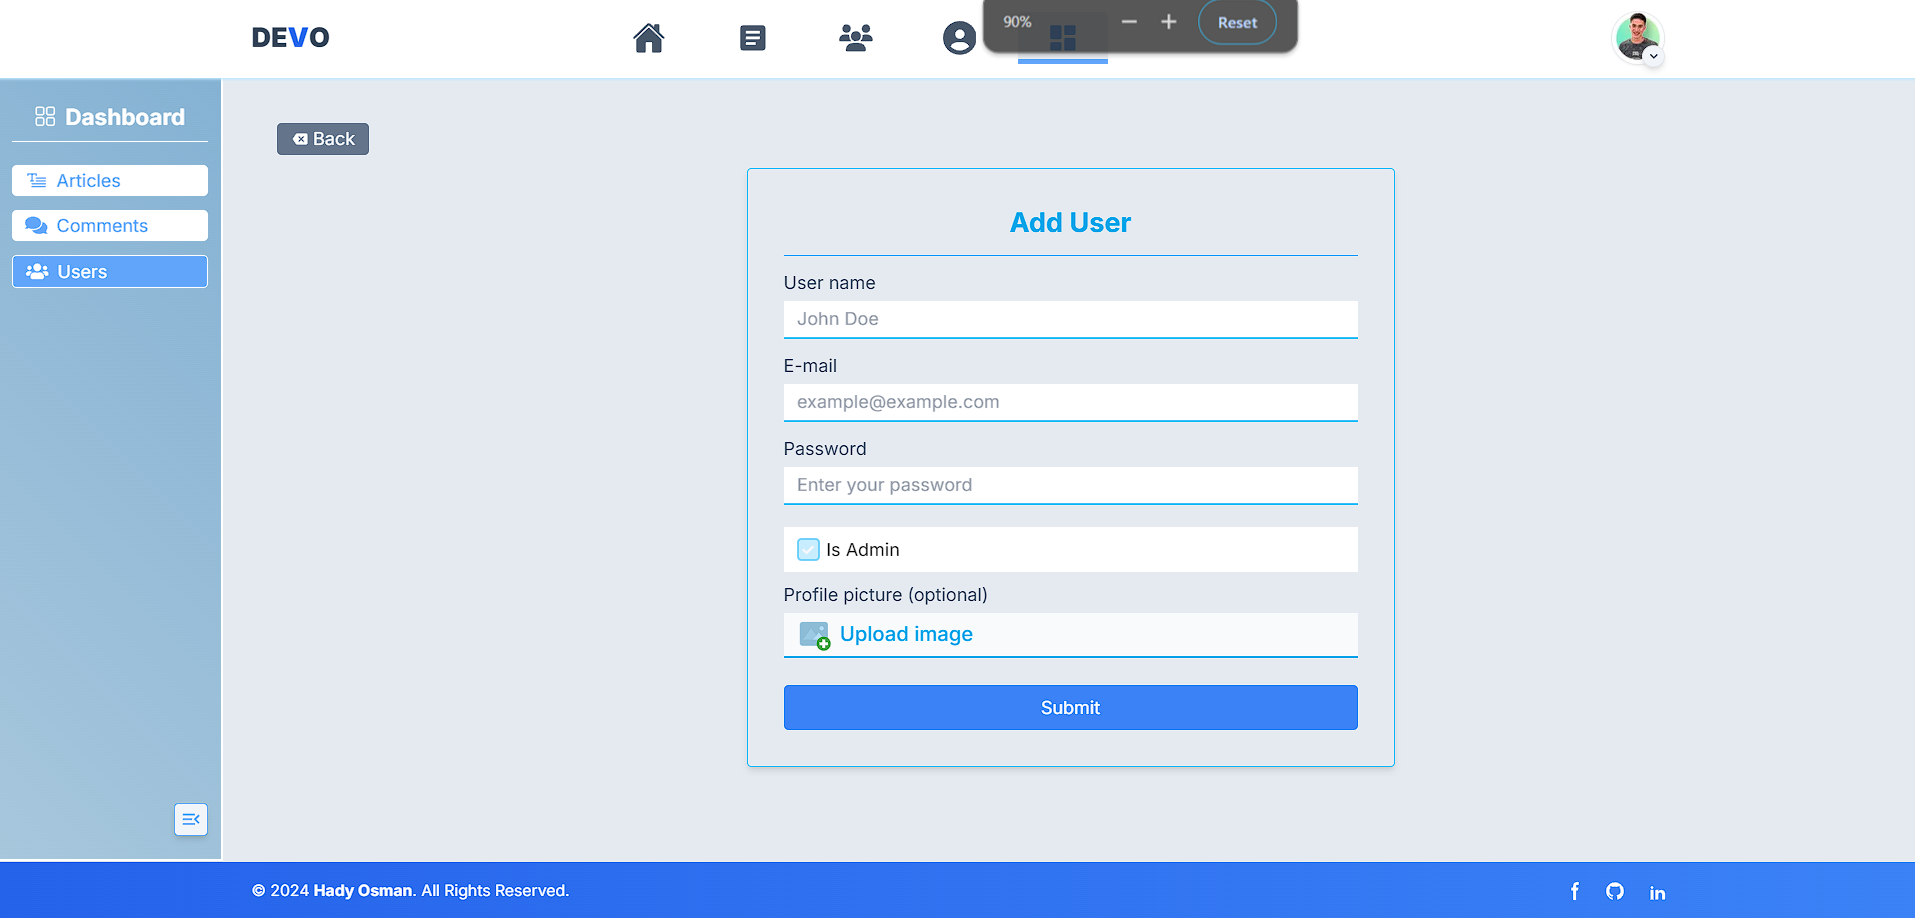 DEVO
90%
Reset
Dashboard
Articles
Comments
Users
Back
Add User
User name
John Doe
E-mail
example@example.com
Password
Enter your password
Is Admin
Profile picture (optional)
Upload image
Submit
© 2024 Hady Osman. All Rights Reserved.